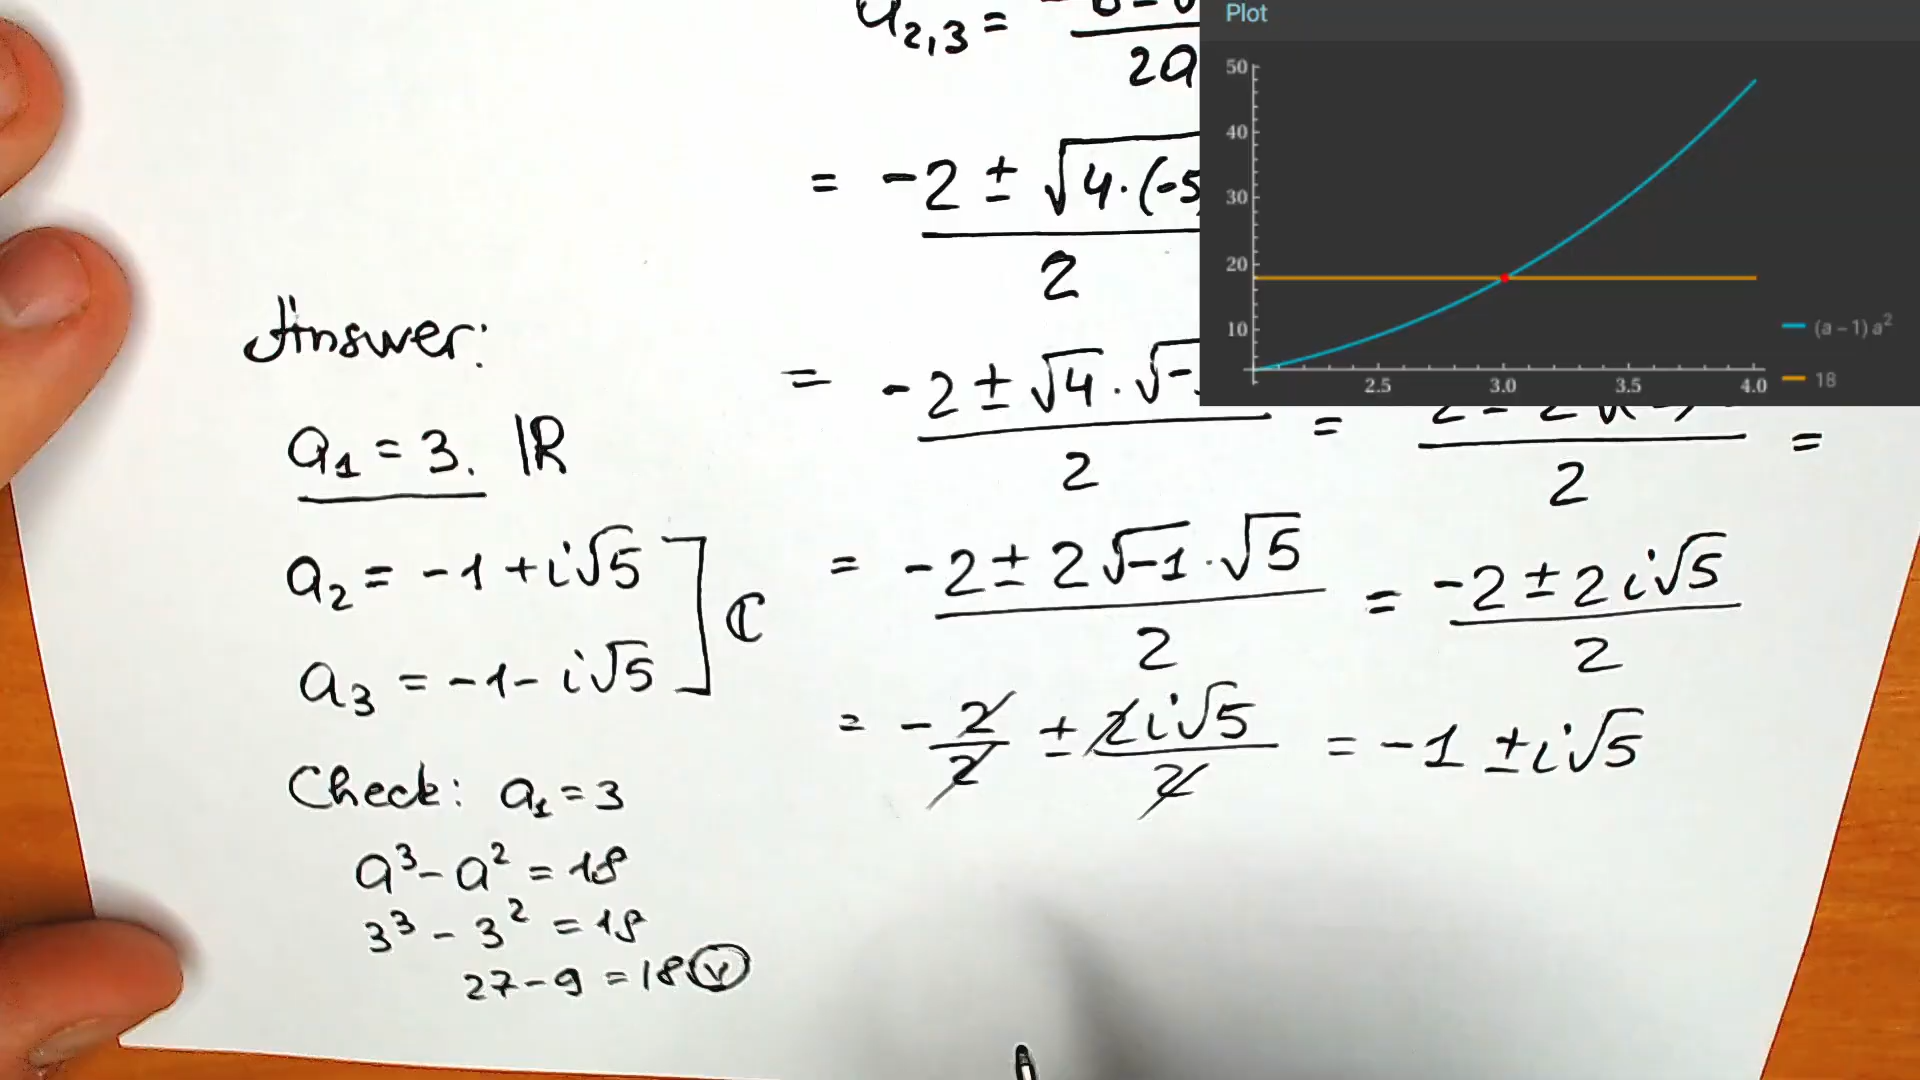 a₂,₃ =
2a
= -2 ± √4·(-5
2
= -2 ± √4 · √-
2
=
2
=
= -2 ± 2√-1 · √5
2
= -2 ± 2i√5
2
= - 2/2 ± 2i√5/2 = -1 ± i√5
Answer:
a₁ = 3. ℝ
a₂ = -1 + i√5
a₃ = -1 - i√5
ℂ
Check: a₁ = 3
a³ - a² = 18
3³ - 3² = 18
27 - 9 = 18 v
Plot
50
40
30
20
10
2.5 3.0 3.5 4.0
(a − 1) a²
18